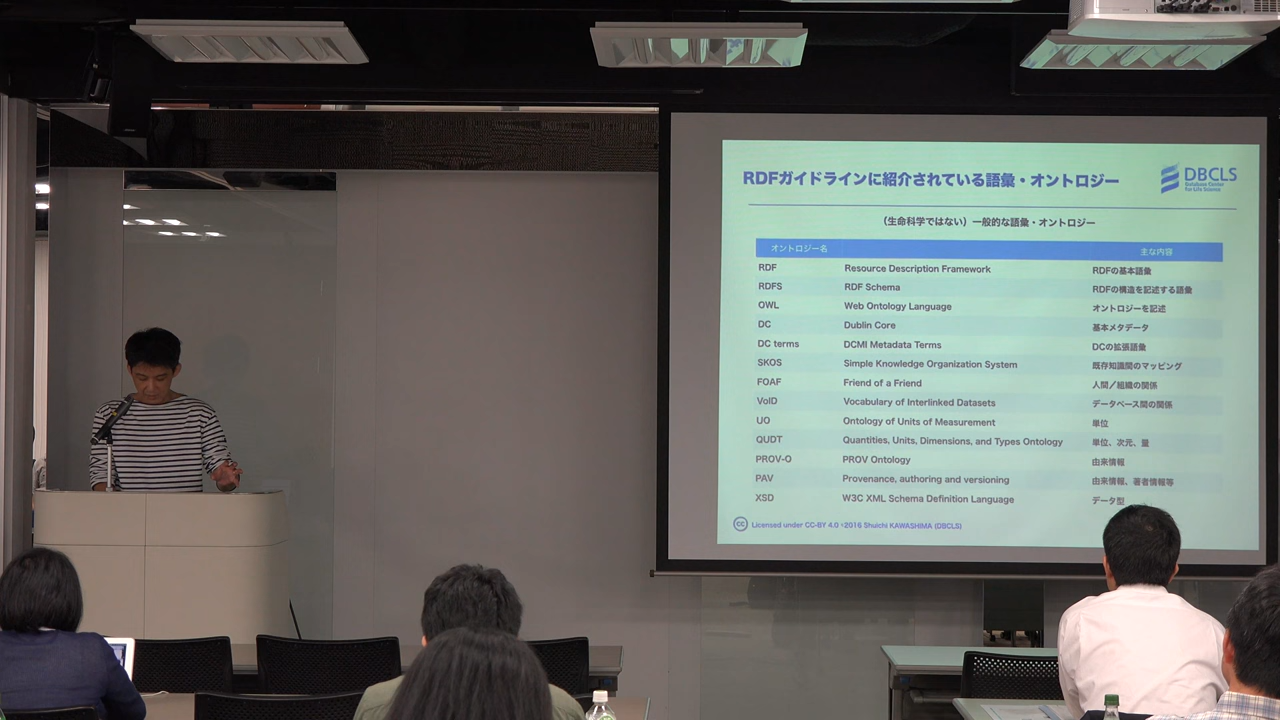 RDFガイドラインに紹介されている語彙・オントロジー
DBCLS
Database Center
for Life Science
（生命科学ではない）一般的な語彙・オントロジー
オントロジー名 主な内容
RDF Resource Description Framework RDFの基本語彙
RDFS RDF Schema RDFの構造を記述する語彙
OWL Web Ontology Language オントロジーを記述
DC Dublin Core 基本メタデータ
DC terms DCMI Metadata Terms DCの拡張語彙
SKOS Simple Knowledge Organization System 既存知識間のマッピング
FOAF Friend of a Friend 人間／組織の関係
VoID Vocabulary of Interlinked Datasets データベース間の関係
UO Ontology of Units of Measurement 単位
QUDT Quantities, Units, Dimensions, and Types Ontology 単位、次元、量
PROV-O PROV Ontology 由来情報
PAV Provenance, authoring and versioning 由来情報、著者情報等
XSD W3C XML Schema Definition Language データ型
cc Licensed under CC-BY 4.0 ©2016 Shuichi KAWASHIMA (DBCLS)